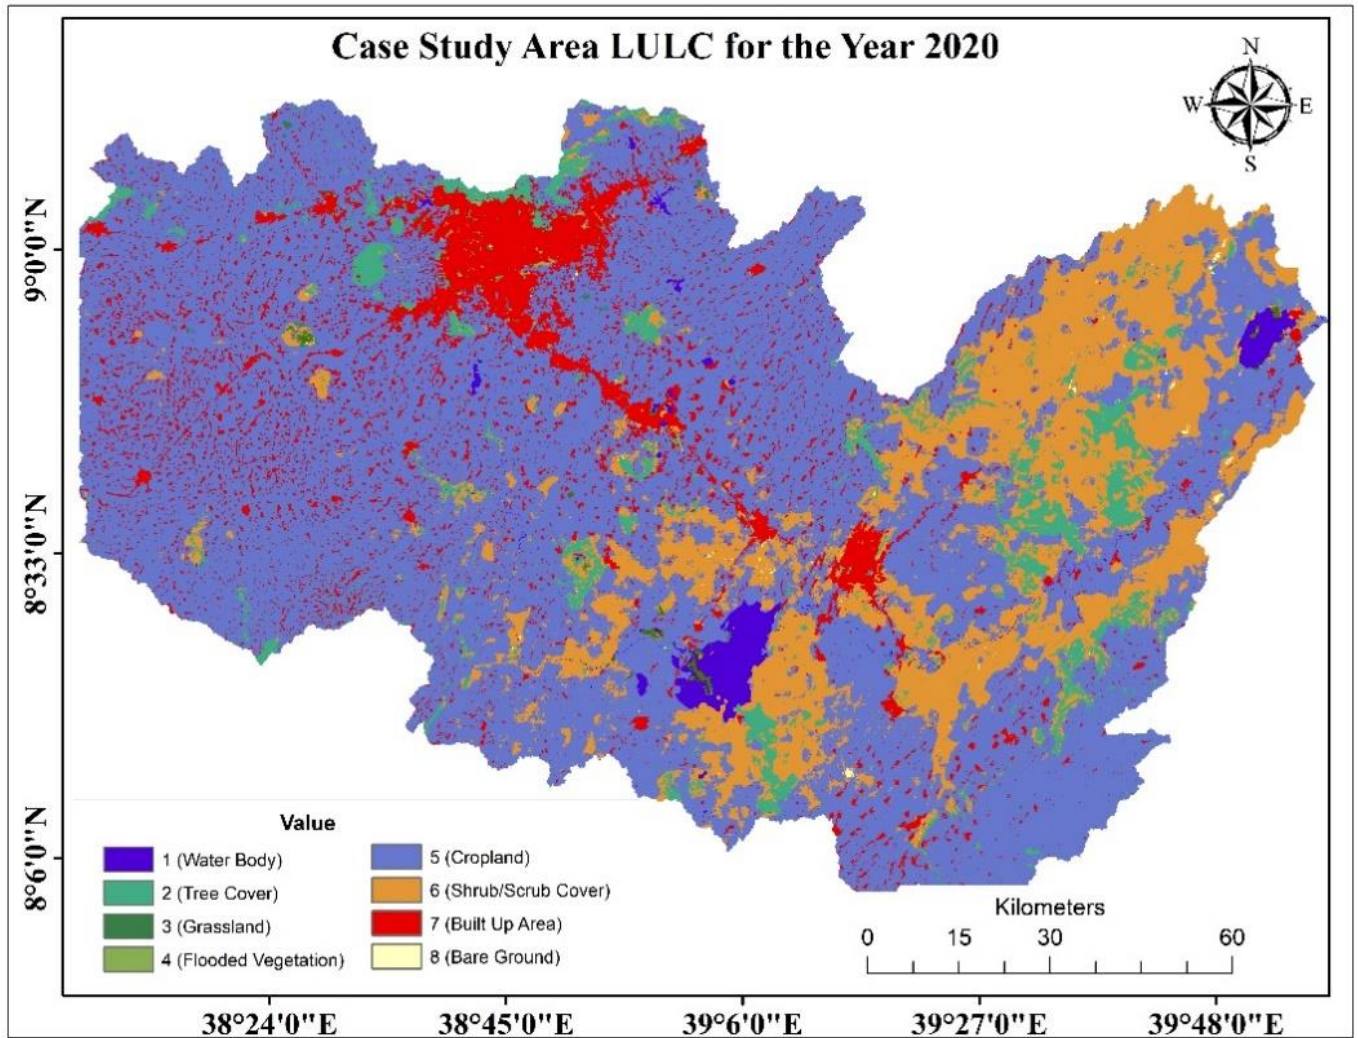 Case Study Area LULC for the Year 2020
N
W
E
S
9°0'0"N
8°33'0"N
8°6'0"N
Value
1 (Water Body)
2 (Tree Cover)
3 (Grassland)
4 (Flooded Vegetation)
5 (Cropland)
6 (Shrub/Scrub Cover)
7 (Built Up Area)
8 (Bare Ground)
Kilometers
0 15 30 60
38°24'0"E 38°45'0"E 39°6'0"E 39°27'0"E 39°48'0"E